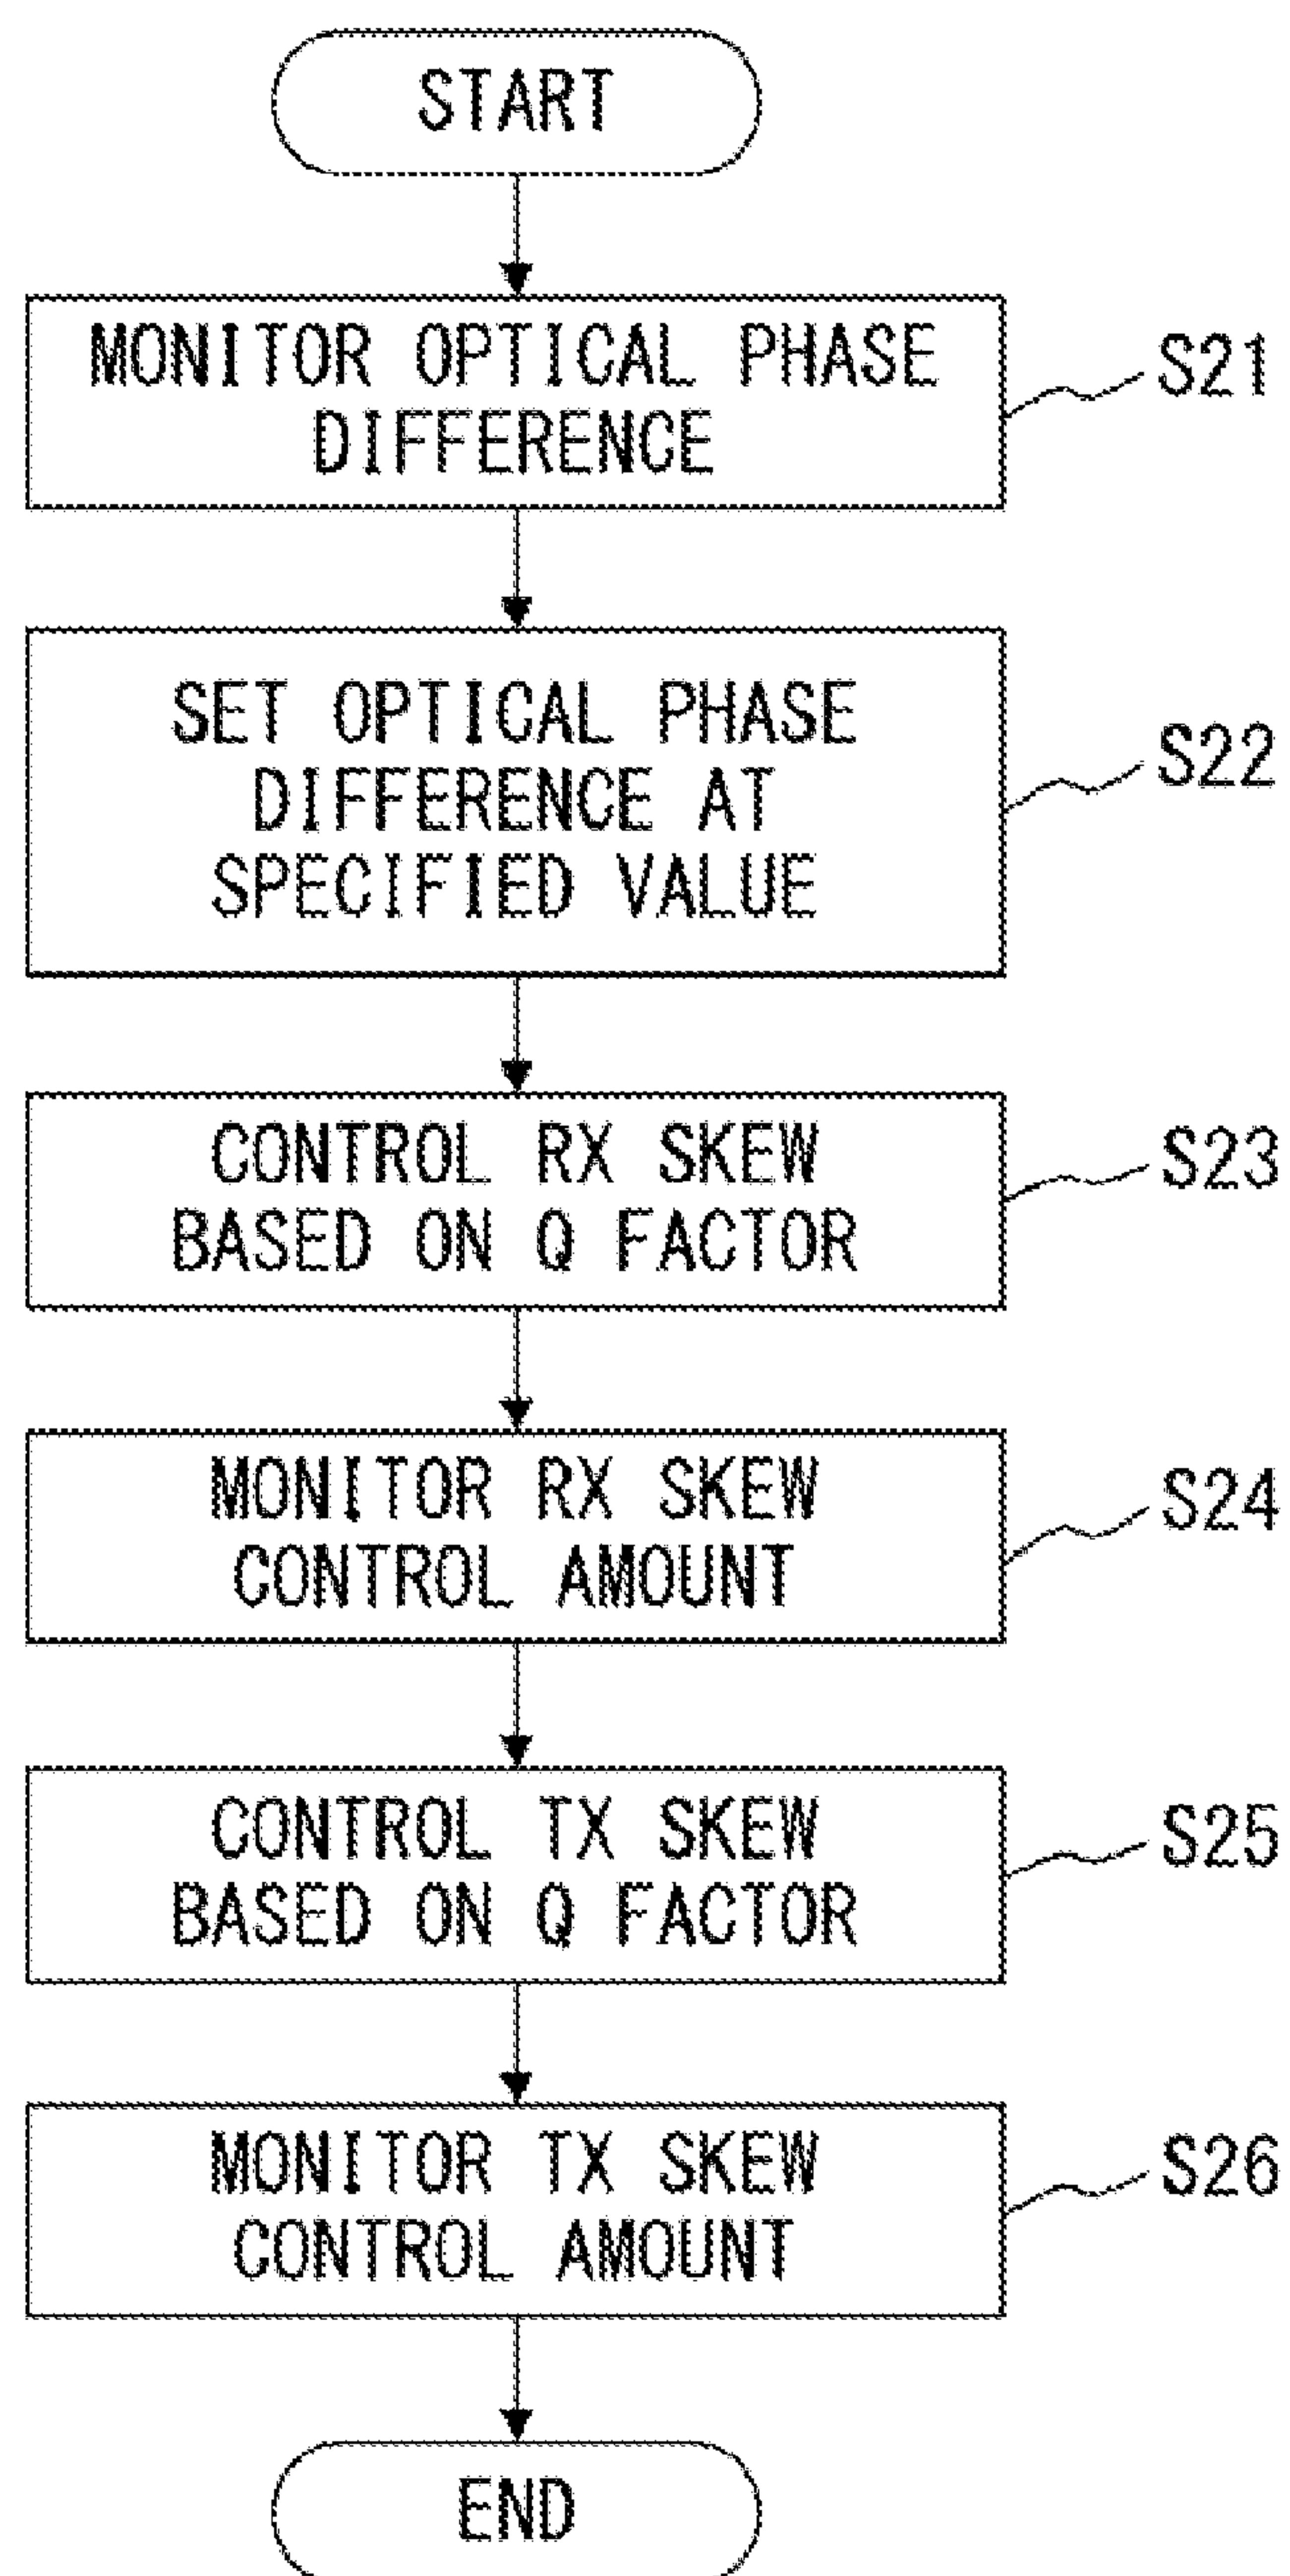 START
MONITOR OPTICAL PHASE
DIFFERENCE
S21
SET OPTICAL PHASE
DIFFERENCE AT
SPECIFIED VALUE
S22
CONTROL RX SKEW
BASED ON Q FACTOR
S23
MONITOR RX SKEW
CONTROL AMOUNT
S24
CONTROL TX SKEW
BASED ON Q FACTOR
S25
MONITOR TX SKEW
CONTROL AMOUNT
S26
END